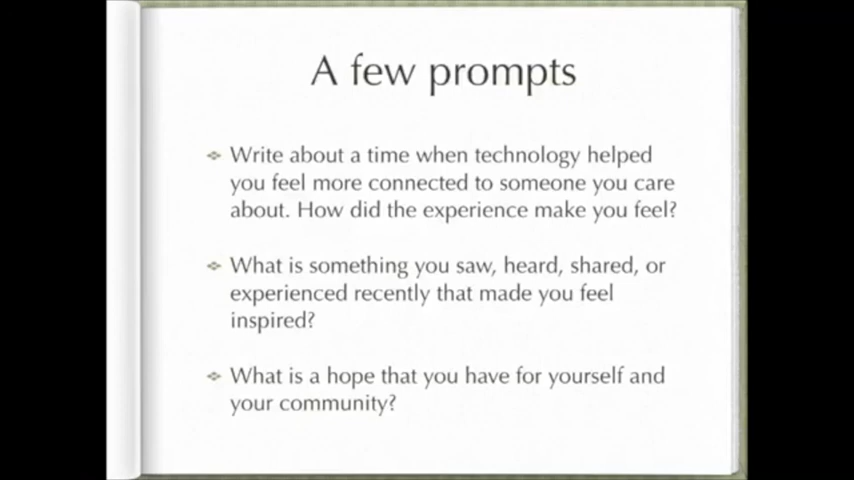 A few prompts
Write about a time when technology helped
you feel more connected to someone you care
about. How did the experience make you feel?
What is something you saw, heard, shared, or
experienced recently that made you feel
inspired?
What is a hope that you have for yourself and
your community?